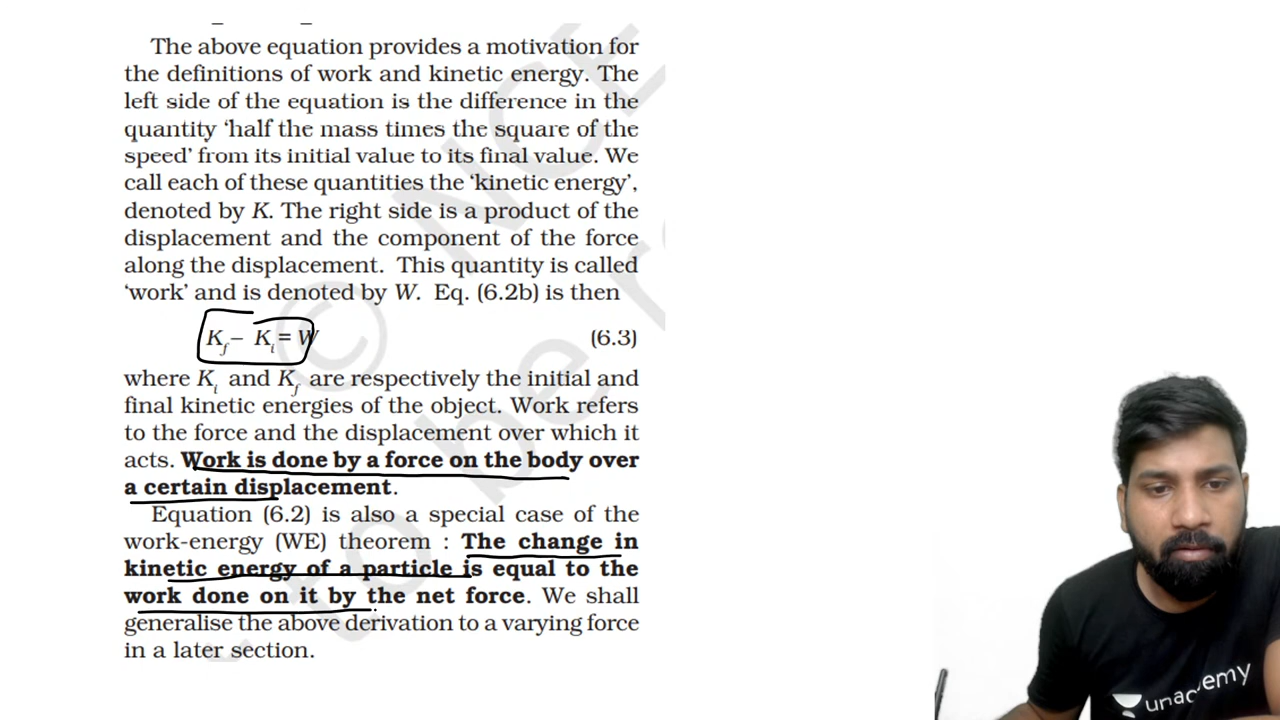 The above equation provides a motivation for
the definitions of work and kinetic energy. The
left side of the equation is the difference in the
quantity ‘half the mass times the square of the
speed’ from its initial value to its final value. We
call each of these quantities the ‘kinetic energy’,
denoted by K. The right side is a product of the
displacement and the component of the force
along the displacement. This quantity is called
‘work’ and is denoted by W. Eq. (6.2b) is then
K_f – K_i = W (6.3)
where K_i and K_f are respectively the initial and
final kinetic energies of the object. Work refers
to the force and the displacement over which it
acts. Work is done by a force on the body over
a certain displacement.
Equation (6.2) is also a special case of the
work-energy (WE) theorem : The change in
kinetic energy of a particle is equal to the
work done on it by the net force. We shall
generalise the above derivation to a varying force
in a later section.
unacademy